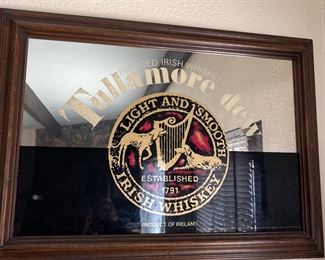 BLENDED IRISH WHISKEY
Tullamore dew
LIGHT AND SMOOTH
ESTABLISHED
1791
IRISH WHISKEY
PRODUCT OF IRELAND